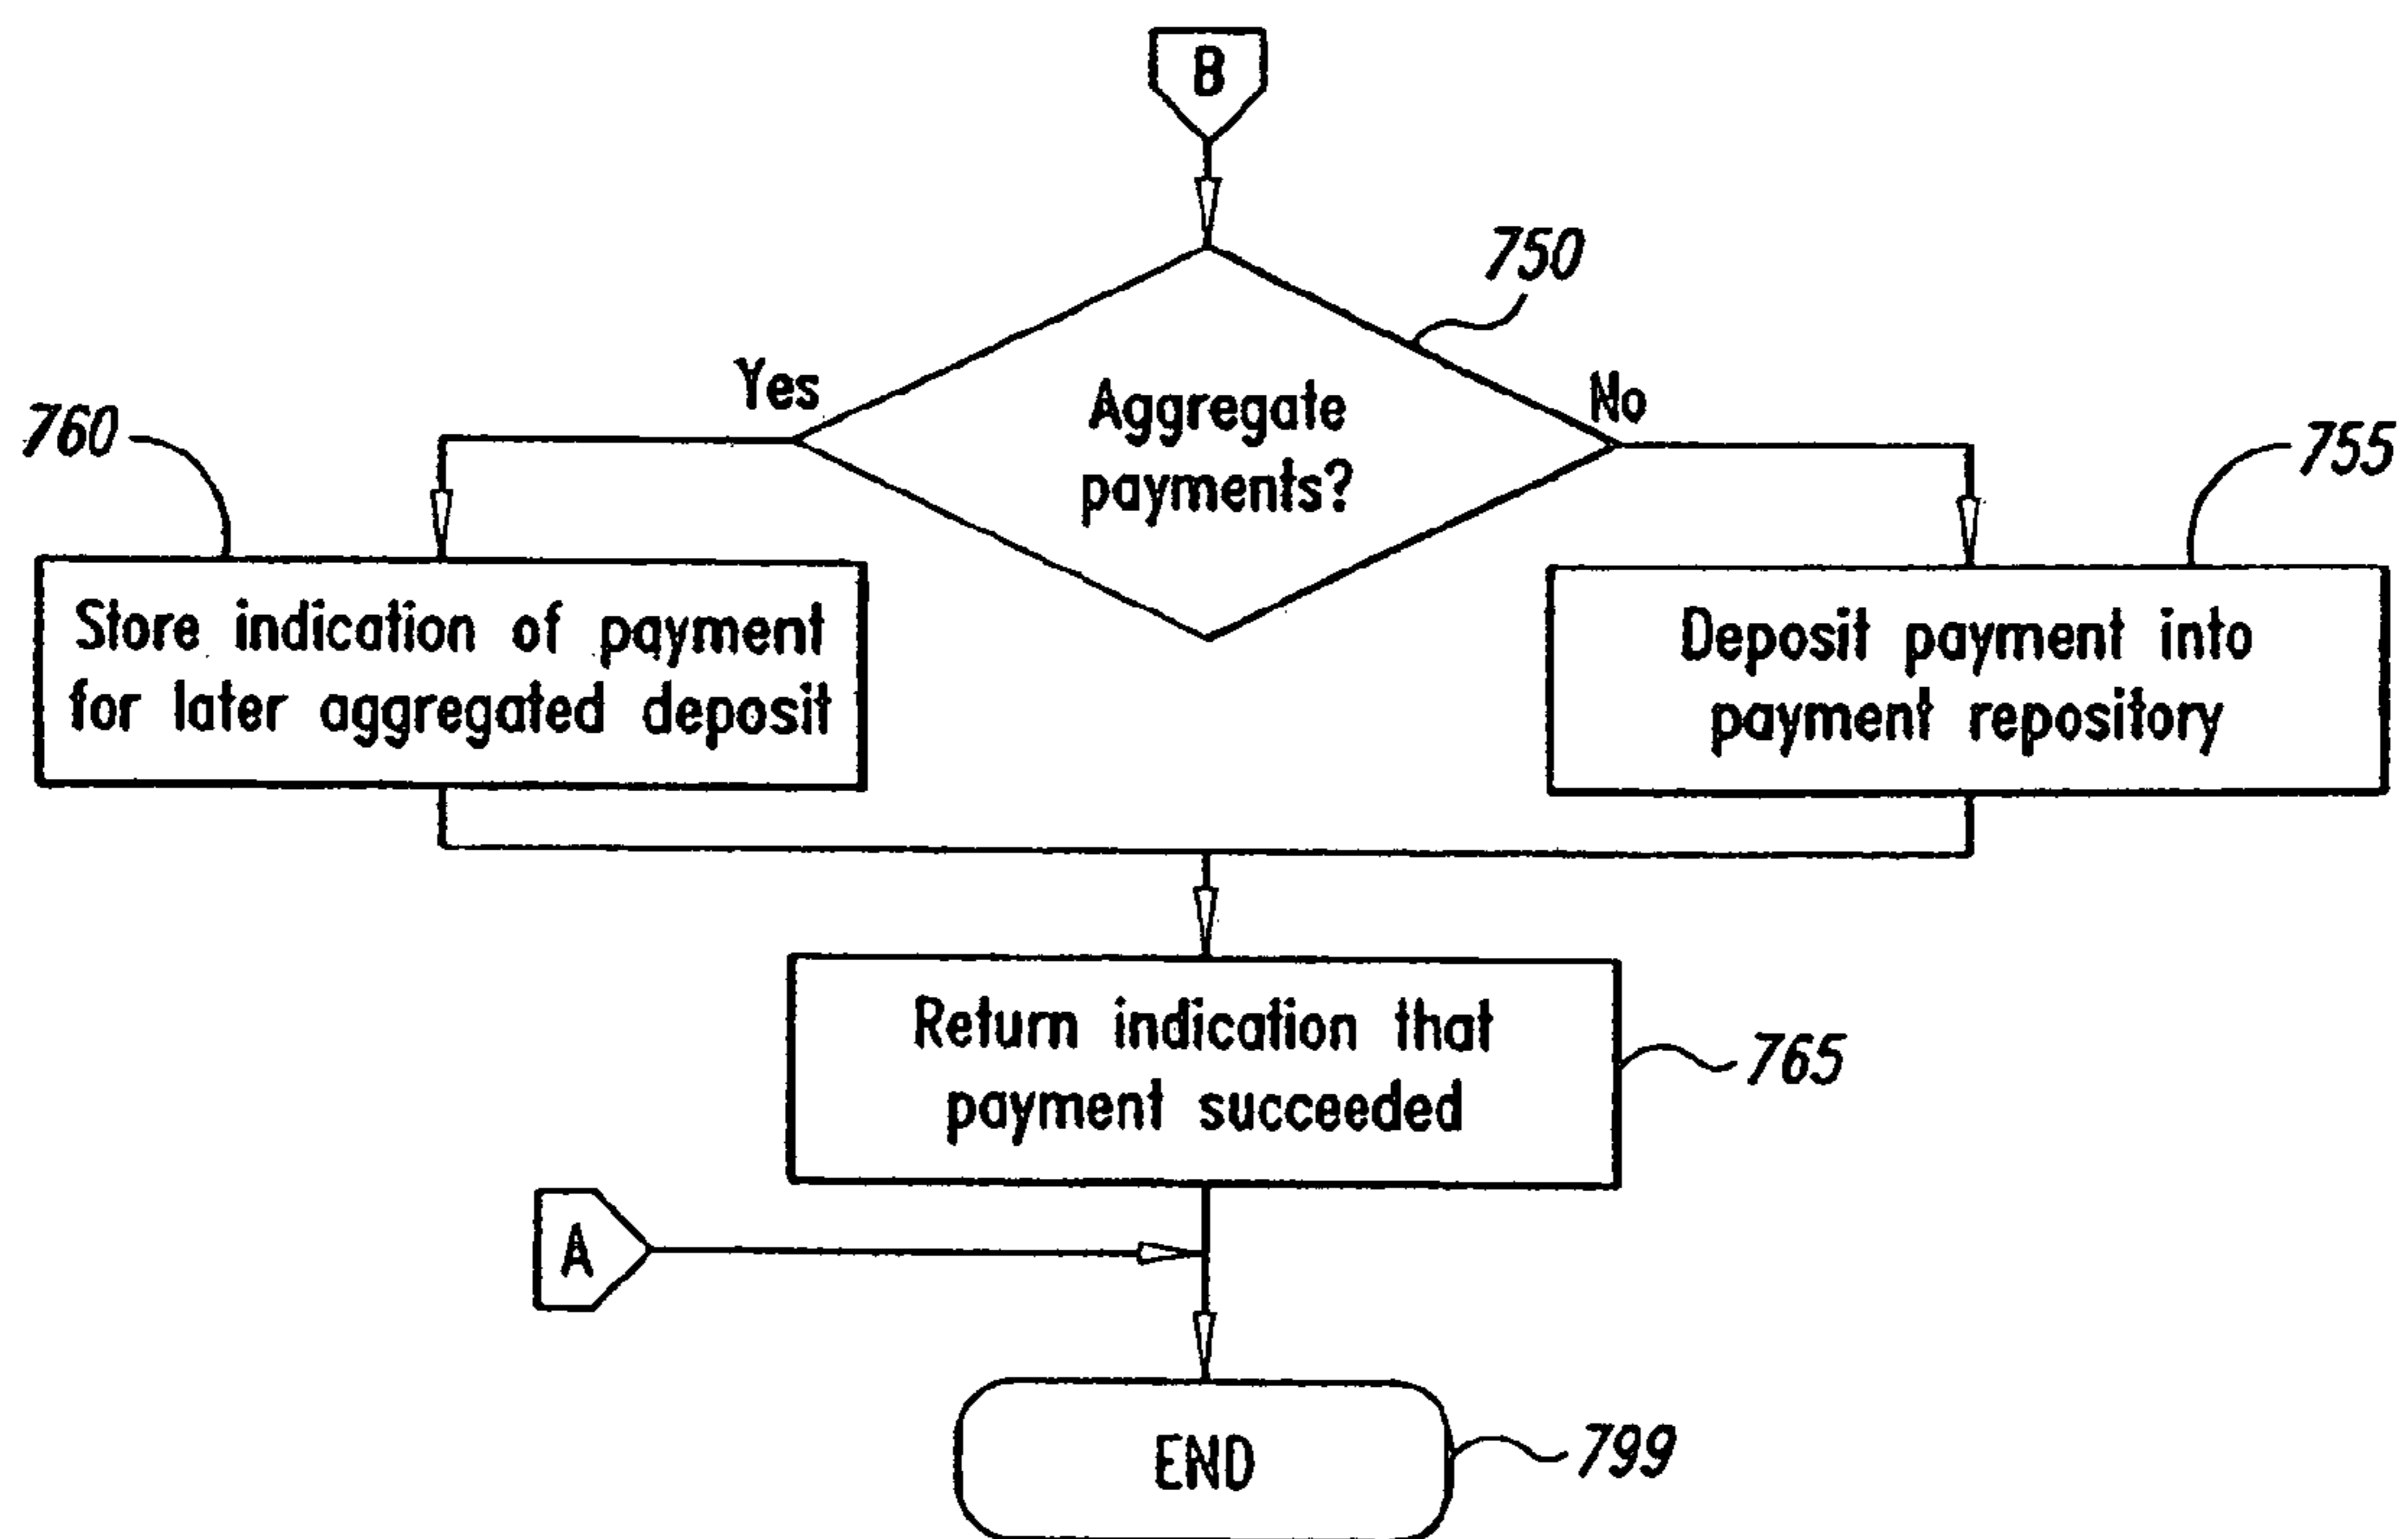 B
750
Yes
Aggregate
payments?
No
760
755
Store indication of payment
for later aggregated deposit
Deposit payment into
payment repository
Return indication that
payment succeeded
765
A
END
799